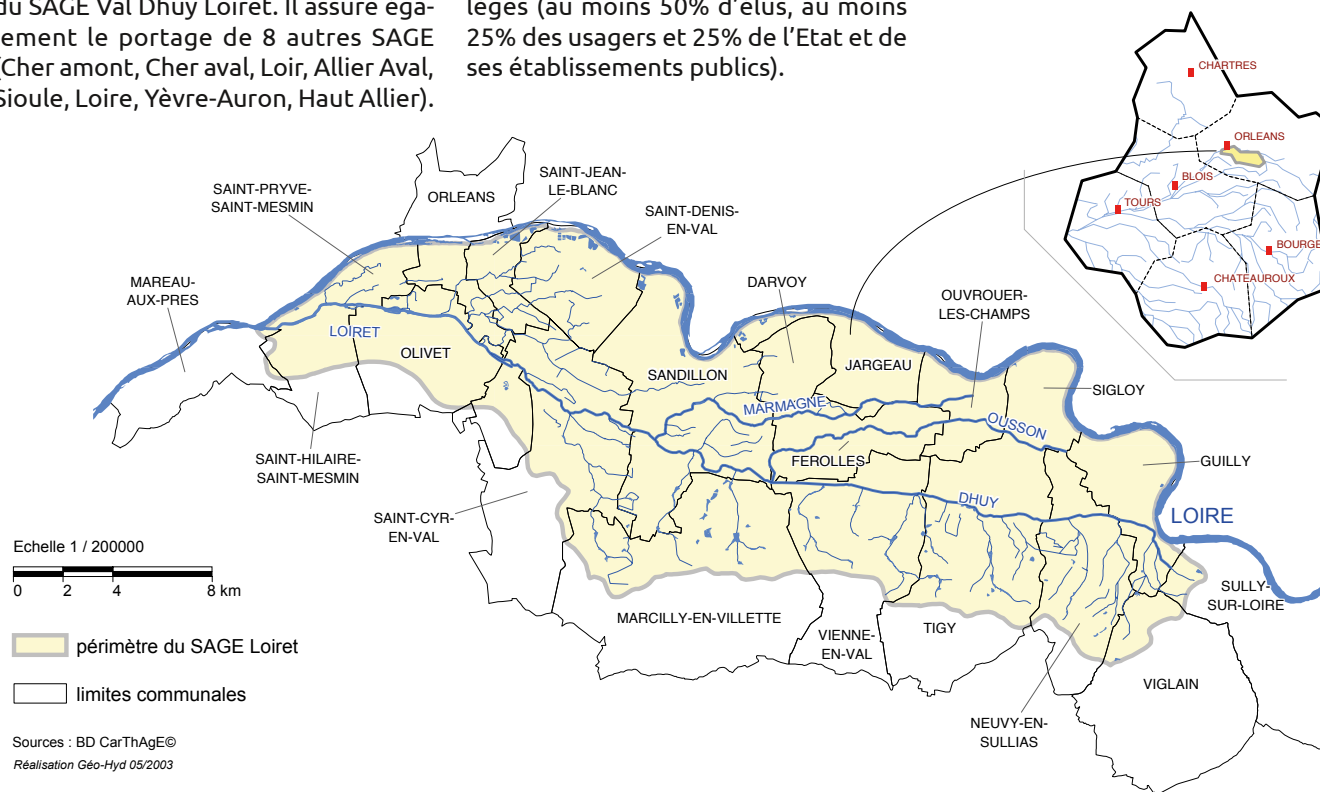 du SAGE Val Dhuy Loiret. Il assure éga-
lement le portage de 8 autres SAGE
(Cher amont, Cher aval, Loir, Allier Aval,
Sioule, Loire, Yèvre-Auron, Haut Allier).
lèges (au moins 50% d'élus, au moins
25% des usagers et 25% de l'Etat et de
ses établissements publics).
CHARTRES
ORLEANS
BLOIS
TOURS
BOURGE
CHATEAUROUX
ORLEANS
SAINT-JEAN-
LE-BLANC
SAINT-PRYVE-
SAINT-MESMIN
SAINT-DENIS-
EN-VAL
MAREAU-
AUX-PRES
DARVOY
OUVROUER-
LES-CHAMPS
LOIRET
OLIVET
SANDILLON
JARGEAU
SIGLOY
MARMAGNE
OUSSON
FEROLLES
GUILLY
SAINT-HILAIRE-
SAINT-MESMIN
DHUY
LOIRE
SAINT-CYR-
EN-VAL
SULLY-
SUR-LOIRE
MARCILLY-EN-VILLETTE
VIENNE-
EN-VAL
TIGY
VIGLAIN
NEUVY-EN-
SULLIAS
Echelle 1 / 200000
0 2 4 8 km
périmètre du SAGE Loiret
limites communales
Sources : BD CarThAgE©
Réalisation Géo-Hyd 05/2003